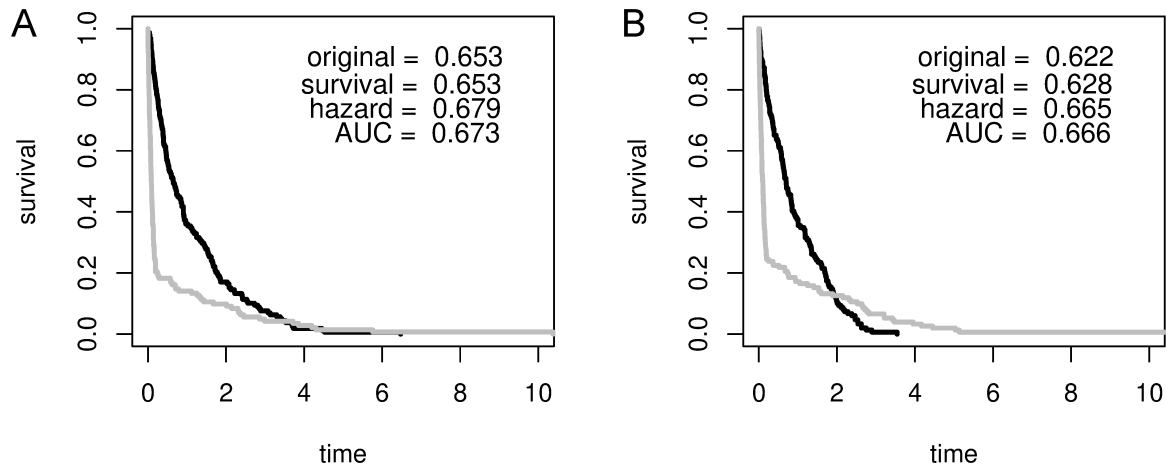 A
original = 0.653
survival = 0.653
hazard = 0.679
AUC = 0.673
survival
1.0
0.8
0.6
0.4
0.2
0.0
0 2 4 6 8 10
time
B
original = 0.622
survival = 0.628
hazard = 0.665
AUC = 0.666
survival
1.0
0.8
0.6
0.4
0.2
0.0
0 2 4 6 8 10
time